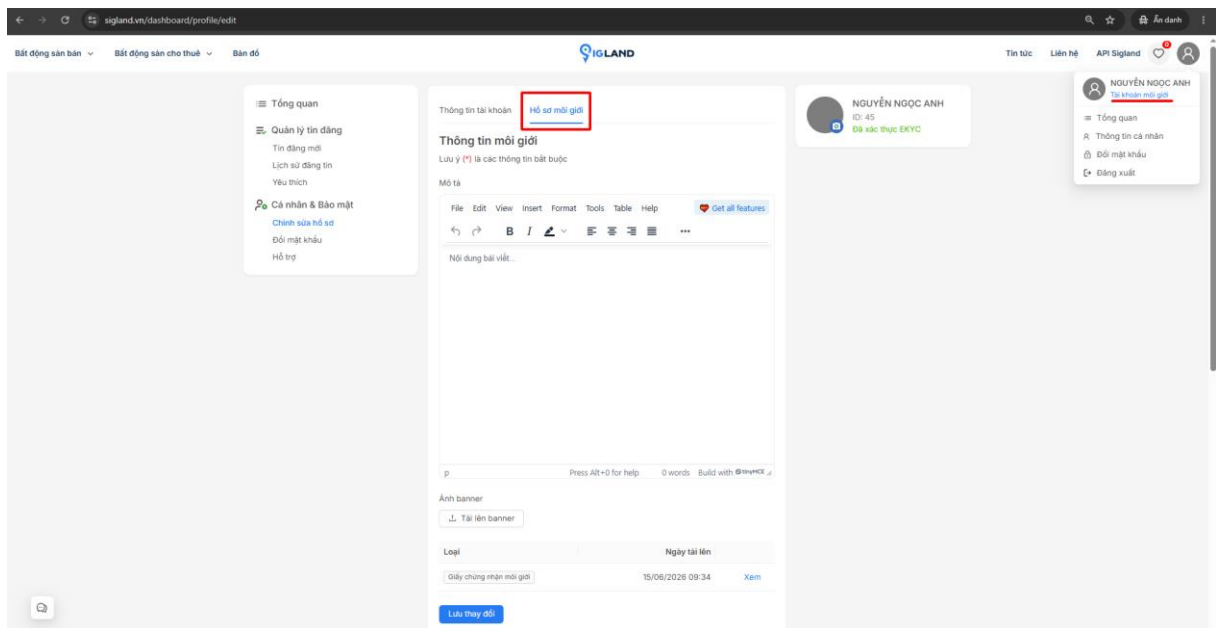 sigland.vn/dashboard/profile/edit
Ẩn danh
Bất động sản bán
Bất động sản cho thuê
Bản đồ
SIGLAND
Tin tức
Liên hệ
API Sigland
0
NGUYỄN NGỌC ANH
Tài khoản môi giới
Tổng quan
Thông tin cá nhân
Đổi mật khẩu
Đăng xuất
Tổng quan
Quản lý tin đăng
Tin đăng mới
Lịch sử đăng tin
Yêu thích
Cá nhân & Bảo mật
Chỉnh sửa hồ sơ
Đổi mật khẩu
Hỗ trợ
Thông tin tài khoản
Hồ sơ môi giới
Thông tin môi giới
Lưu ý (*) là các thông tin bắt buộc
Mô tả
File Edit View Insert Format Tools Table Help
Get all features
B I
Nội dung bài viết...
p
Press Alt+0 for help
0 words
Build with tinyMCE
Ảnh banner
Tải lên banner
Loại
Ngày tải lên
Giấy chứng nhận môi giới
15/06/2026 09:34
Xem
Lưu thay đổi
NGUYỄN NGỌC ANH
ID: 45
Đã xác thực EKYC